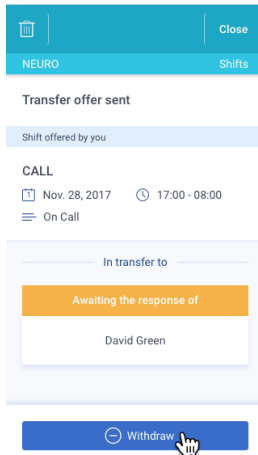 Close
NEURO Shifts
Transfer offer sent
Shift offered by you
CALL
1 Nov. 28, 2017 17:00 - 08:00
On Call
In transfer to
Awaiting the response of
David Green
Withdraw